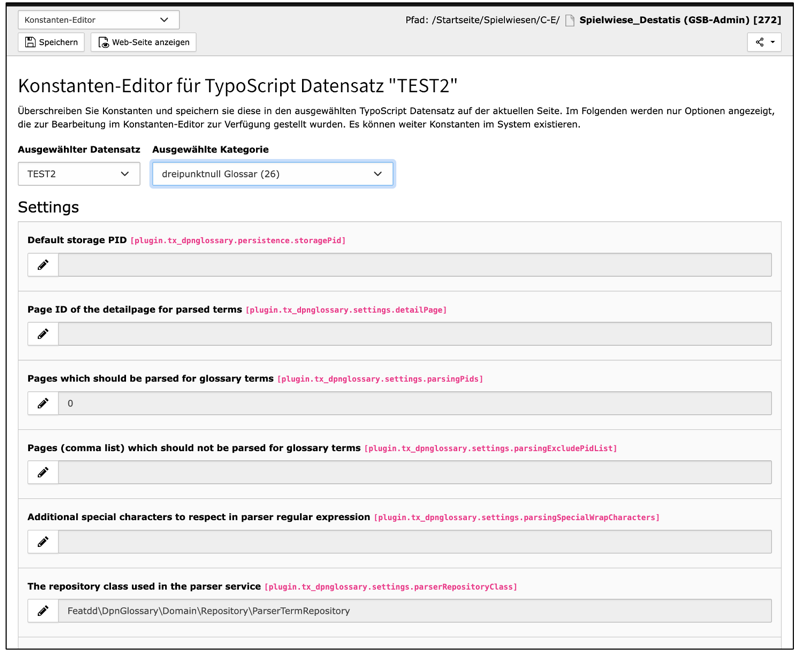 Konstanten-Editor
Pfad: /Startseite/Spielwiesen/C-E/ Spielwiese_Destatis (GSB-Admin) [272]
Speichern Web-Seite anzeigen
Konstanten-Editor für TypoScript Datensatz "TEST2"
Überschreiben Sie Konstanten und speichern sie diese in den ausgewählten TypoScript Datensatz auf der aktuellen Seite. Im Folgenden werden nur Optionen angezeigt,
die zur Bearbeitung im Konstanten-Editor zur Verfügung gestellt wurden. Es können weiter Konstanten im System existieren.
Ausgewählter Datensatz Ausgewählte Kategorie
TEST2 dreipunktnull Glossar (26)
Settings
Default storage PID [plugin.tx_dpnglossary.persistence.storagePid]
Page ID of the detailpage for parsed terms [plugin.tx_dpnglossary.settings.detailPage]
Pages which should be parsed for glossary terms [plugin.tx_dpnglossary.settings.parsingPids]
0
Pages (comma list) which should not be parsed for glossary terms [plugin.tx_dpnglossary.settings.parsingExcludePidList]
Additional special characters to respect in parser regular expression [plugin.tx_dpnglossary.settings.parsingSpecialWrapCharacters]
The repository class used in the parser service [plugin.tx_dpnglossary.settings.parserRepositoryClass]
Featdd\DpnGlossary\Domain\Repository\ParserTermRepository